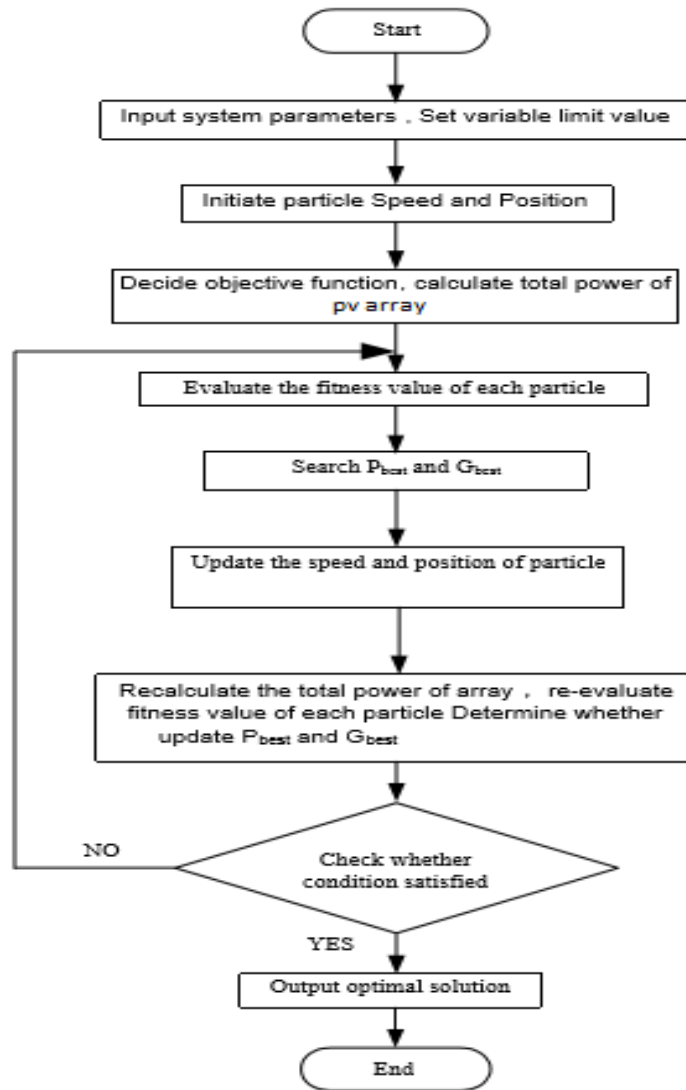 Start
Input system parameters , Set variable limit value
Initiate particle Speed and Position
Decide objective function, calculate total power of
pv array
Evaluate the fitness value of each particle
Search Pbest and Gbest
Update the speed and position of particle
Recalculate the total power of array , re-evaluate
fitness value of each particle Determine whether
update Pbest and Gbest
NO
Check whether
condition satisfied
YES
Output optimal solution
End